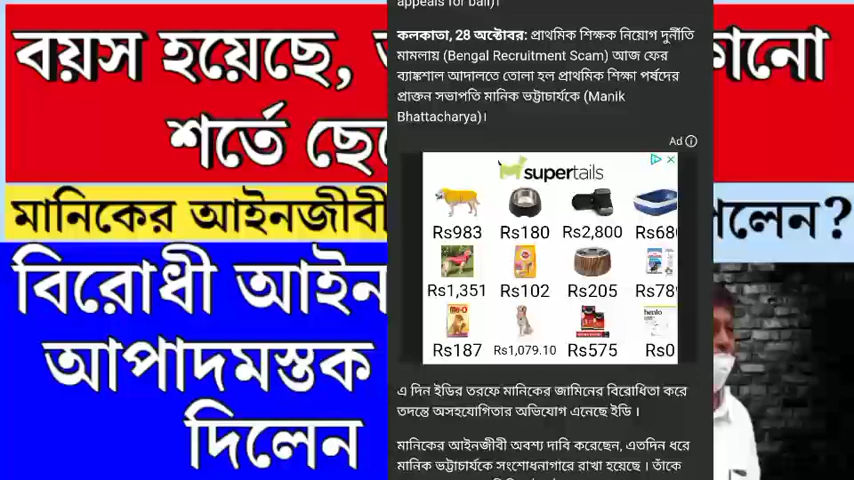 বয়স হয়েছে,
কোনো
শর্তে ছে
মানিকের আইনজীবী
লেন?
বিরোধী আইন
আপাদমস্তক
দিলেন
appeals for bail)।
কলকাতা, 28 অক্টোবর: প্রাথমিক শিক্ষক নিয়োগ দুর্নীতি
মামলায় (Bengal Recruitment Scam) আজ ফের
ব্যাঙ্কশাল আদালতে তোলা হল প্রাথমিক শিক্ষা পর্ষদের
প্রাক্তন সভাপতি মানিক ভট্টাচার্যকে (Manik
Bhattacharya)।
Ad
supertails
Rs983 Rs180 Rs2,800 Rs680
Rs1,351 Rs102 Rs205 Rs789
Rs187 Rs1,079.10 Rs575 Rs0
এ দিন ইডির তরফে মানিকের জামিনের বিরোধিতা করে
তদন্তে অসহযোগিতার অভিযোগ এনেছে ইডি ।
মানিকের আইনজীবী অবশ্য দাবি করেছেন, এতদিন ধরে
মানিক ভট্টাচার্যকে সংশোধনাগারে রাখা হয়েছে । তাঁকে